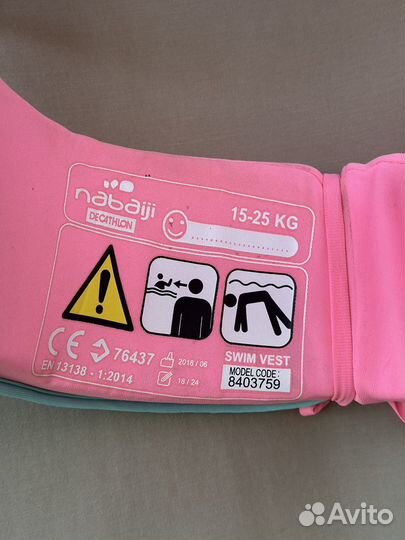 nabaiji
DECATHLON
15-25 KG
CE 76437
2018 / 06
EN 13138 - 1:2014
18 / 24
SWIM VEST
MODEL CODE :
8403759
Avito